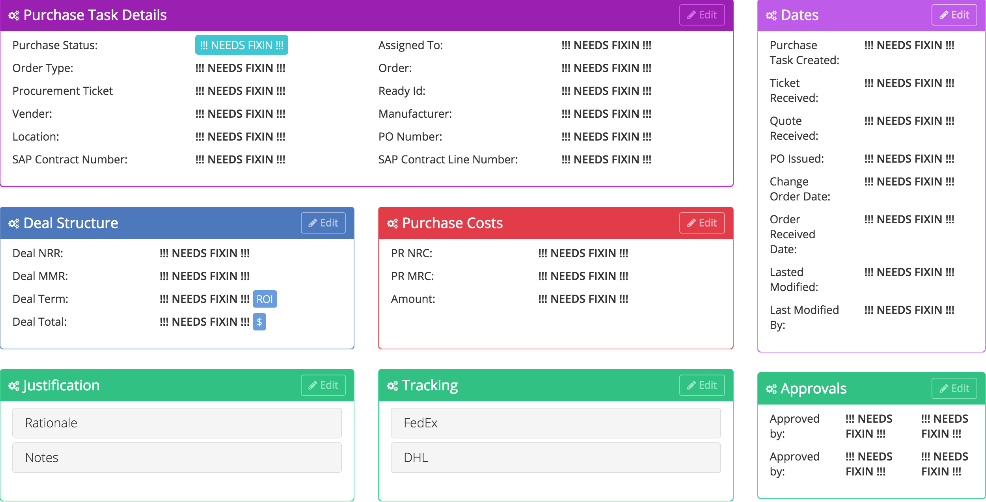 Purchase Task Details
Edit
Purchase Status: !!! NEEDS FIXIN !!! Assigned To: !!! NEEDS FIXIN !!!
Order Type: !!! NEEDS FIXIN !!! Order: !!! NEEDS FIXIN !!!
Procurement Ticket !!! NEEDS FIXIN !!! Ready Id: !!! NEEDS FIXIN !!!
Vender: !!! NEEDS FIXIN !!! Manufacturer: !!! NEEDS FIXIN !!!
Location: !!! NEEDS FIXIN !!! PO Number: !!! NEEDS FIXIN !!!
SAP Contract Number: !!! NEEDS FIXIN !!! SAP Contract Line Number: !!! NEEDS FIXIN !!!
Dates
Edit
Purchase !!! NEEDS FIXIN !!!
Task Created:
Ticket !!! NEEDS FIXIN !!!
Received:
Quote !!! NEEDS FIXIN !!!
Received:
PO Issued: !!! NEEDS FIXIN !!!
Change !!! NEEDS FIXIN !!!
Order Date:
Order !!! NEEDS FIXIN !!!
Received
Date:
Lasted !!! NEEDS FIXIN !!!
Modified:
Last Modified !!! NEEDS FIXIN !!!
By:
Deal Structure
Edit
Deal NRR: !!! NEEDS FIXIN !!!
Deal MMR: !!! NEEDS FIXIN !!!
Deal Term: !!! NEEDS FIXIN !!! ROI
Deal Total: !!! NEEDS FIXIN !!! $
Purchase Costs
Edit
PR NRC: !!! NEEDS FIXIN !!!
PR MRC: !!! NEEDS FIXIN !!!
Amount: !!! NEEDS FIXIN !!!
Justification
Edit
Rationale
Notes
Tracking
Edit
FedEx
DHL
Approvals
Edit
Approved !!! NEEDS !!! NEEDS
by: FIXIN !!! FIXIN !!!
Approved !!! NEEDS !!! NEEDS
by: FIXIN !!! FIXIN !!!